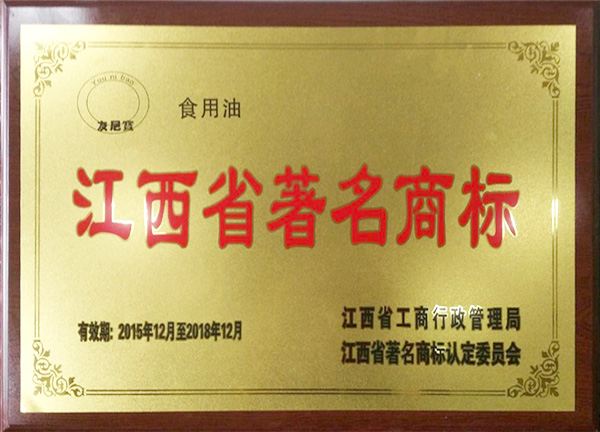 You ni bao
友尼宝
食用油
江西省著名商标
有效期: 2015年12月至2018年12月
江西省工商行政管理局
江西省著名商标认定委员会